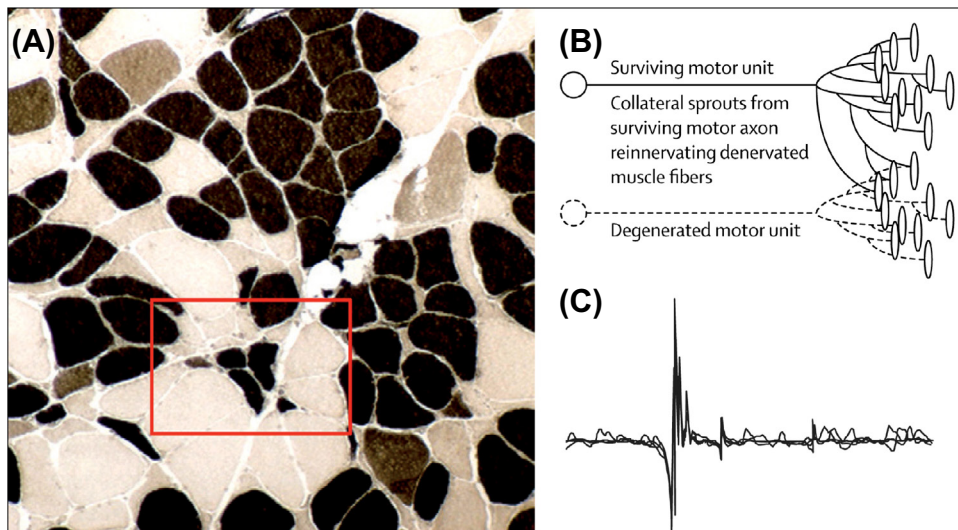 (A)
(B)
Surviving motor unit
Collateral sprouts from
surviving motor axon
reinnervating denervated
muscle fibers
Degenerated motor unit
(C)